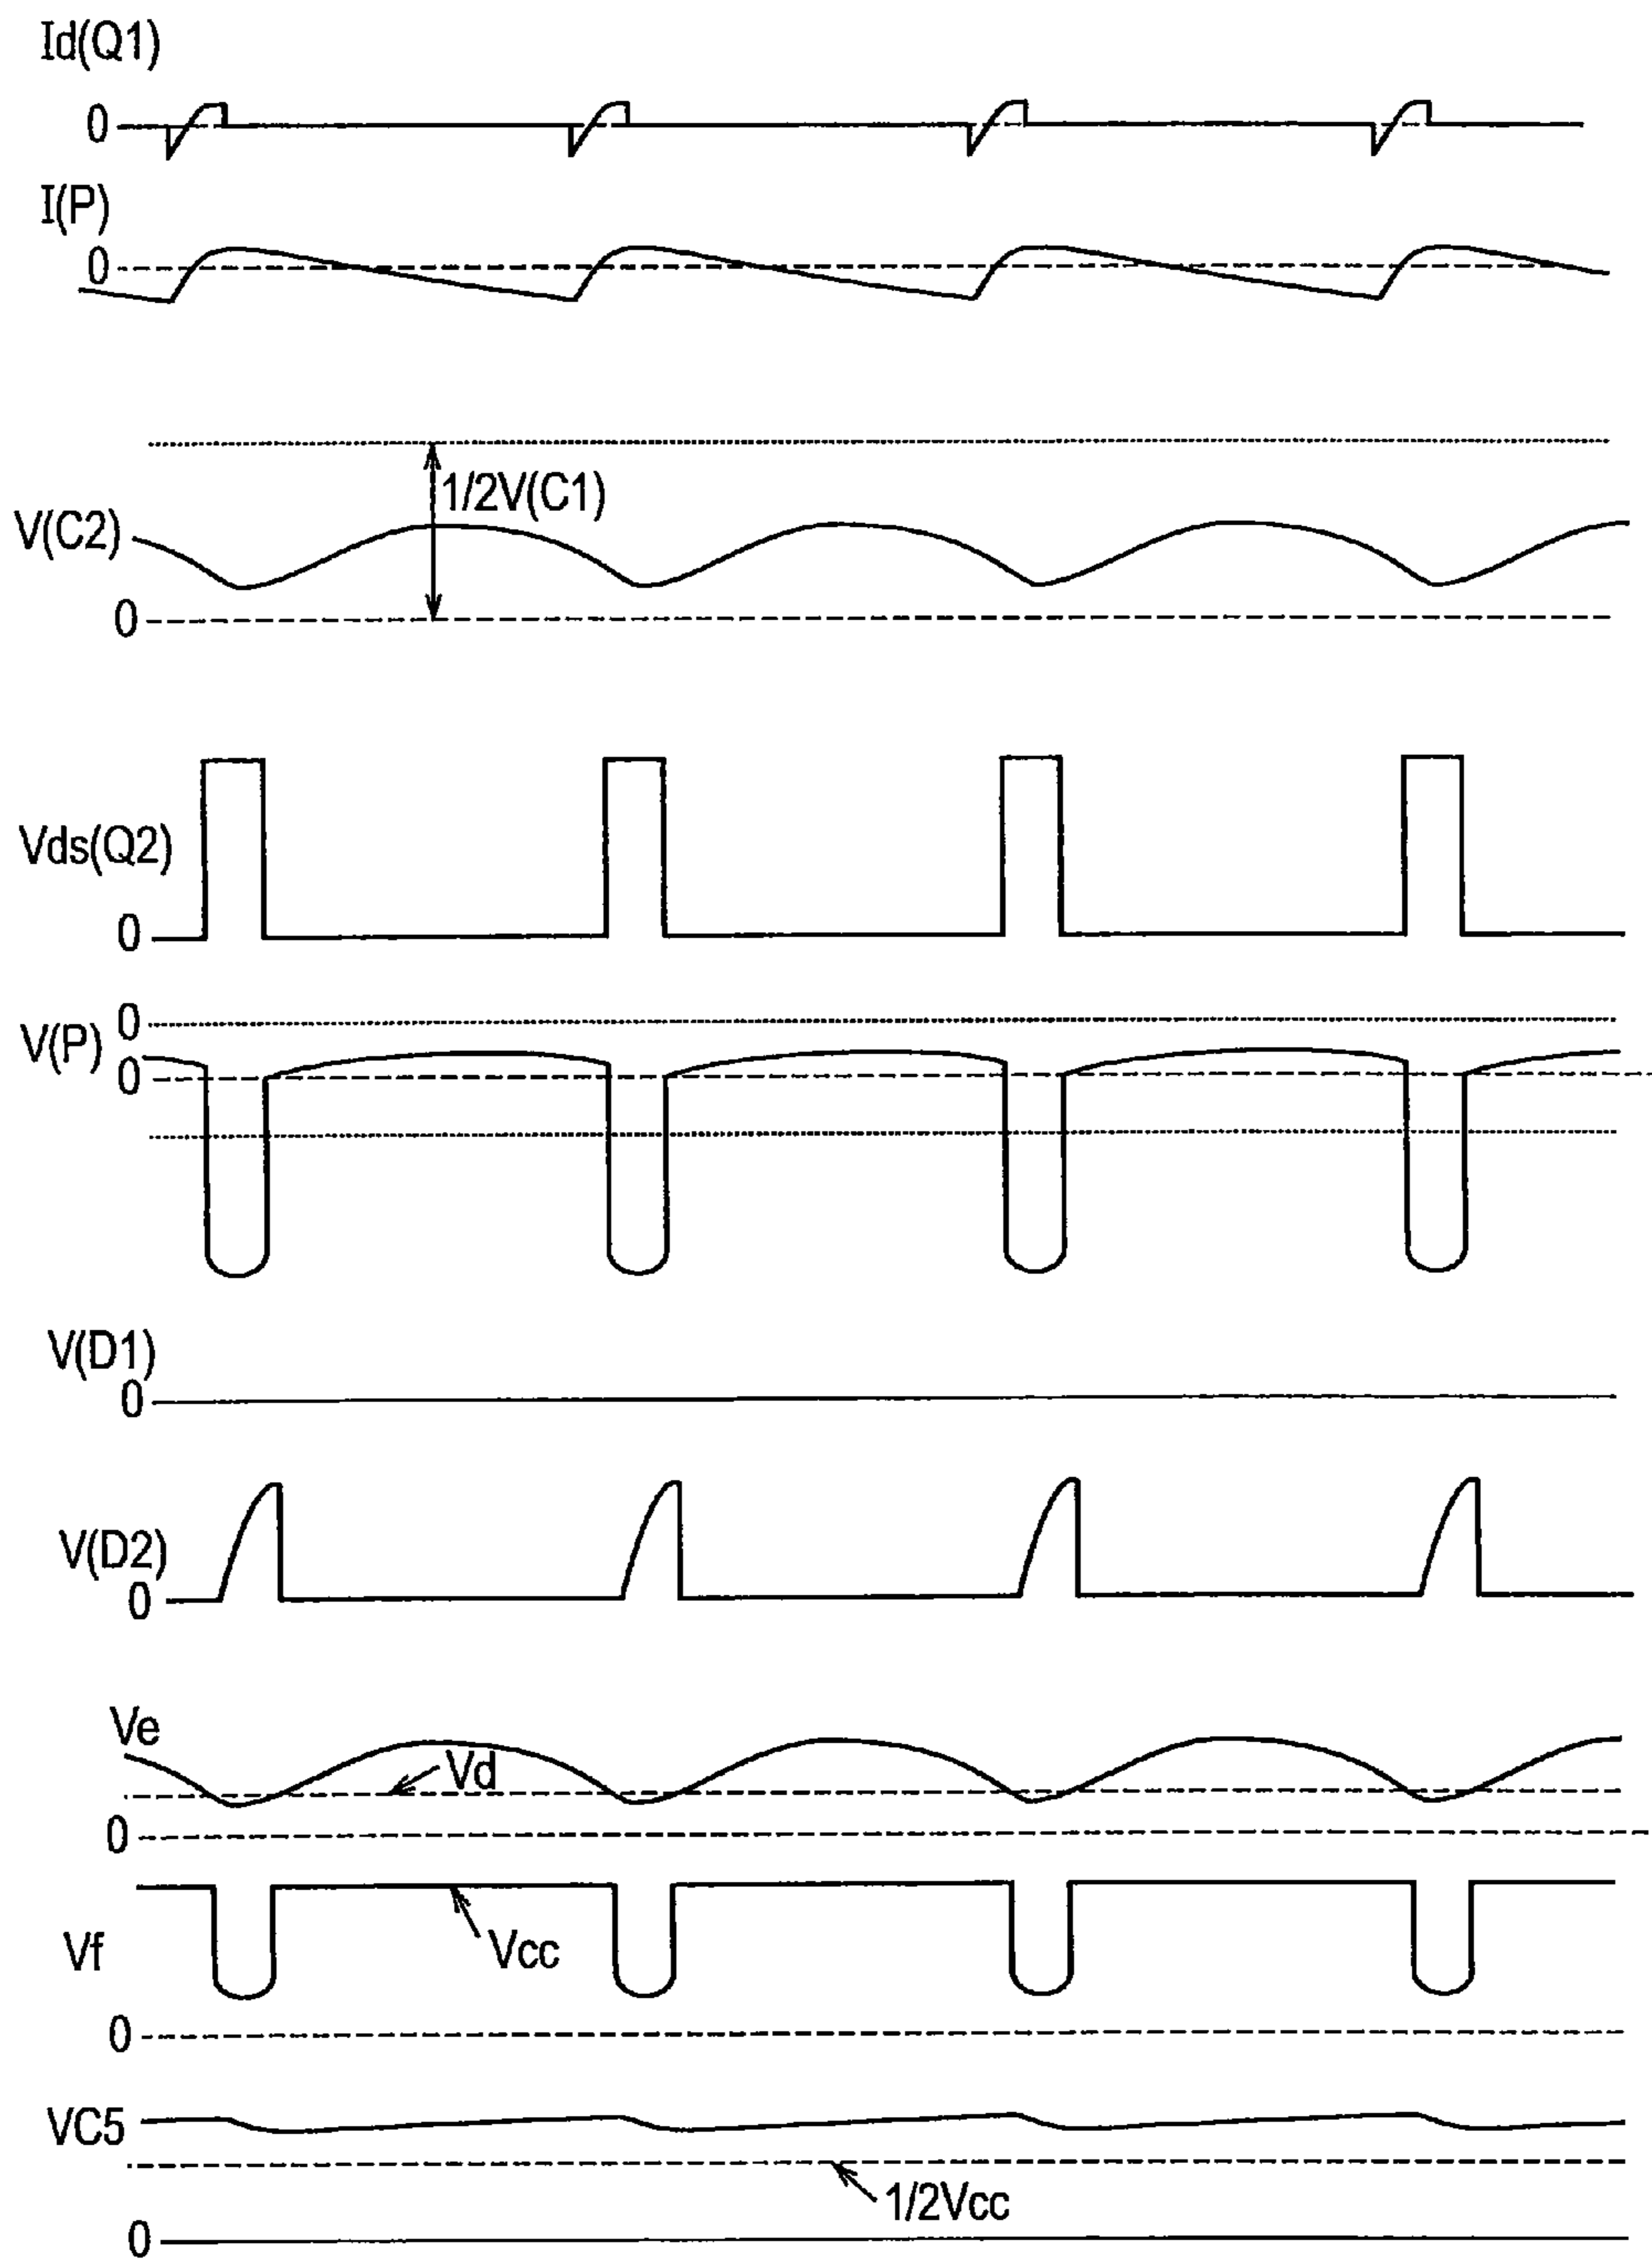 Id(Q1)
0
I(P)
0
1/2V(C1)
V(C2)
0
Vds(Q2)
0
0
V(P)
0
V(D1)
0
V(D2)
0
Ve
Vd
0
Vcc
Vf
0
VC5
1/2Vcc
0